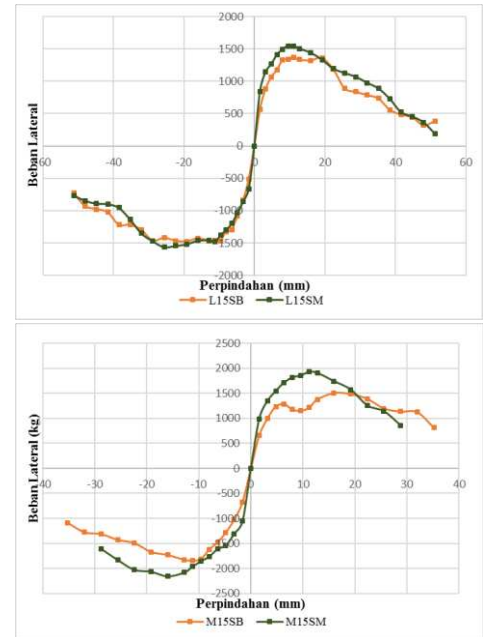 2000
1500
1000
500
0
-60 -40 -20 0 20 40 60
-500
-1000
-1500
-2000
Beban Lateral
Perpindahan (mm)
L15SB L15SM
2500
2000
1500
1000
500
0
-40 -30 -20 -10 0 10 20 30 40
-500
-1000
-1500
-2000
-2500
Beban Lateral (kg)
Perpindahan (mm)
M15SB M15SM